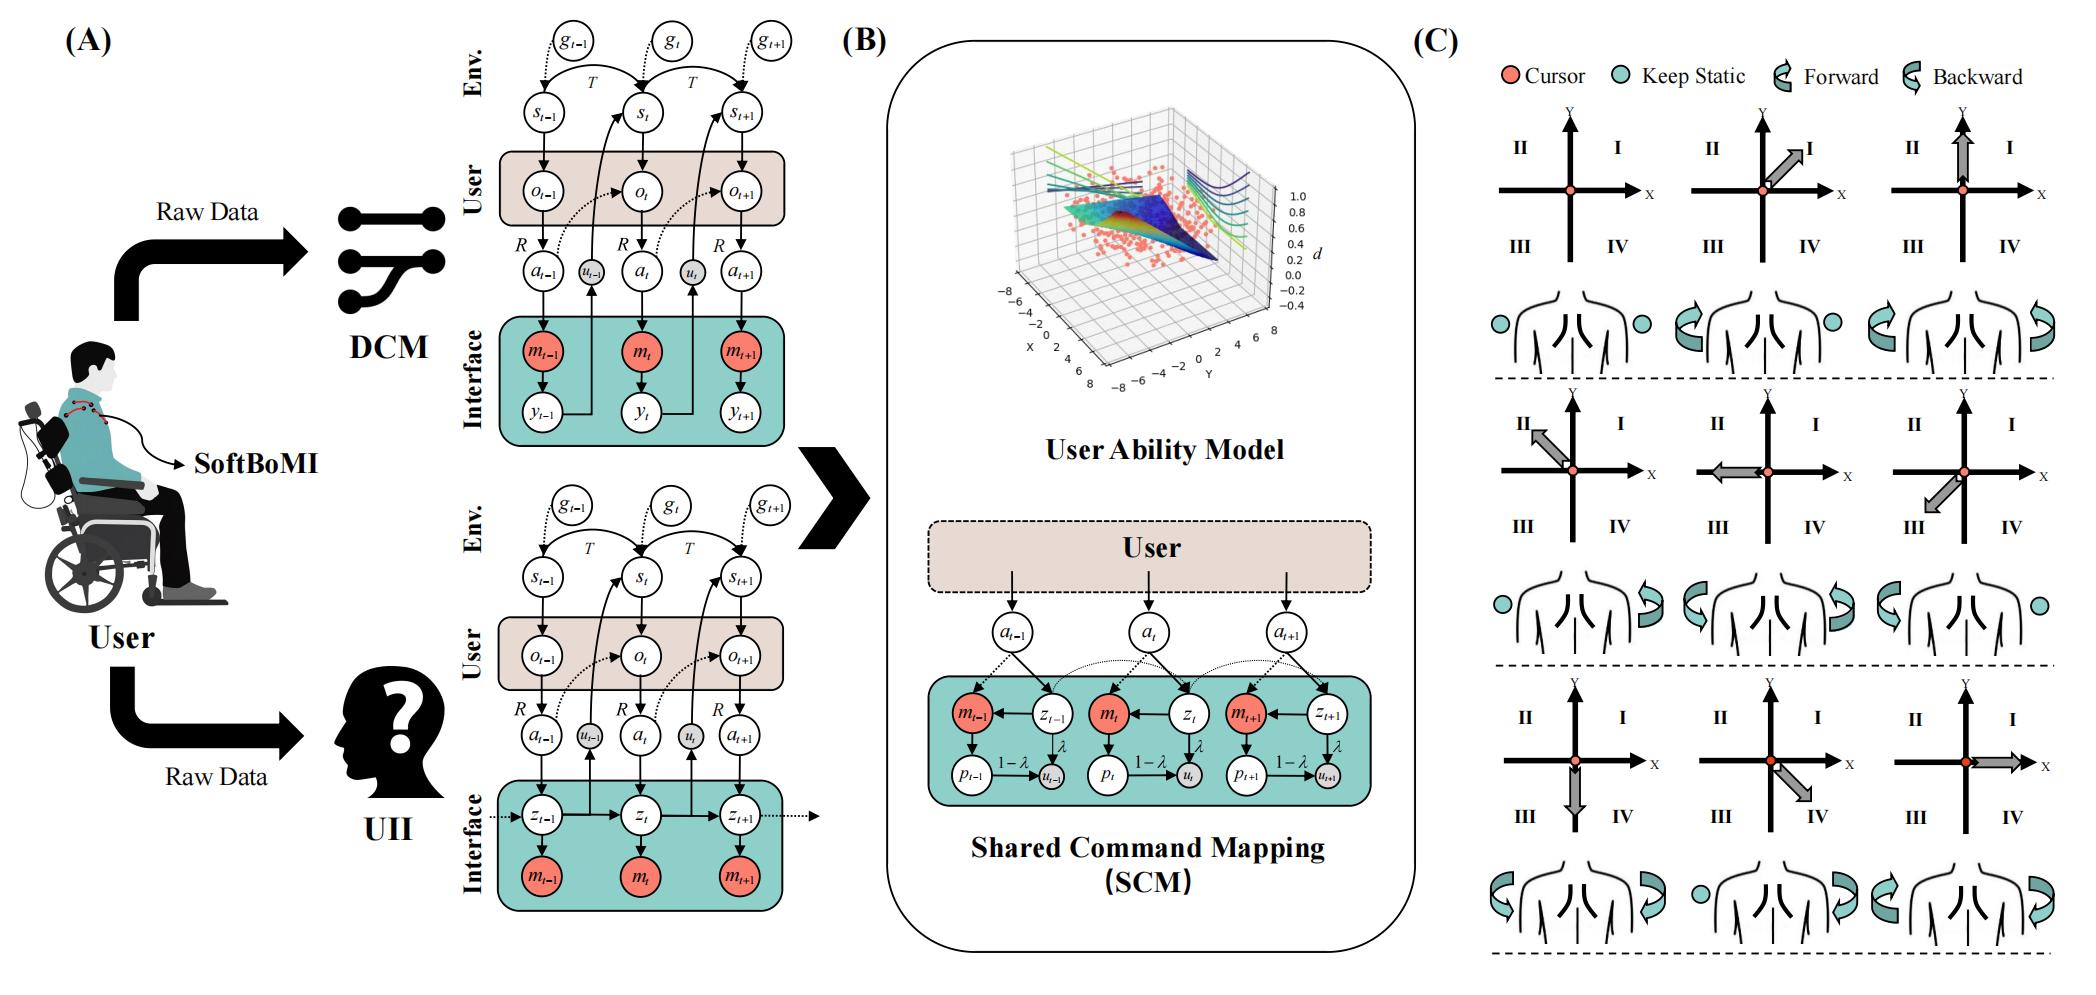 (A)
Raw Data
DCM
SoftBoMI
User
Raw Data
UII
Env.
g_{t-1} g_t g_{t+1}
T T
s_{t-1} s_t s_{t+1}
User
o_{t-1} o_t o_{t+1}
R R R
a_{t-1} u_{t-1} a_t u_t a_{t+1}
Interface
m_{t-1} m_t m_{t+1}
y_{t-1} y_t y_{t+1}
Env.
g_{t-1} g_t g_{t+1}
T T
s_{t-1} s_t s_{t+1}
User
o_{t-1} o_t o_{t+1}
R R R
a_{t-1} u_{t-1} a_t u_t a_{t+1}
Interface
z_{t-1} z_t z_{t+1}
m_{t-1} m_t m_{t+1}
(B)
1.0
0.8
0.6
0.4
0.2
0.0
−0.2
−0.4
d
−8
−6
−4
−2
0
2
4
6
8
X
−8 −6 −4 −2 0 2 4 6 8
Y
User Ability Model
User
a_{t-1} a_t a_{t+1}
m_{t-1} z_{t-1} m_t z_t m_{t+1} z_{t+1}
λ λ λ
1−λ 1−λ 1−λ
p_{t-1} u_{t-1} p_t u_t p_{t+1} u_{t+1}
Shared Command Mapping
(SCM)
(C)
Cursor Keep Static Forward Backward
Y Y Y
II I II I II I
X X X
III IV III IV III IV
Y Y Y
II I II I II I
X X X
III IV III IV III IV
Y Y Y
II I II I II I
X X X
III IV III IV III IV